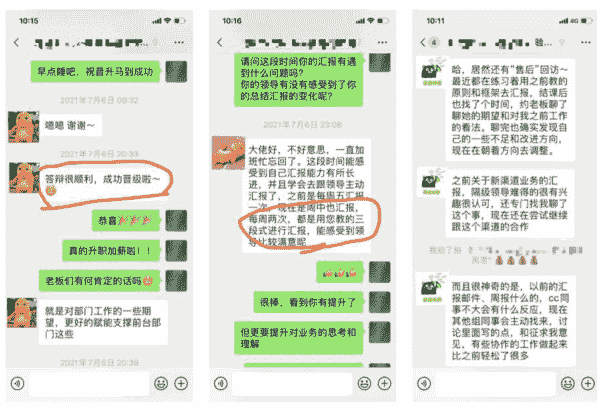 10:15
早点睡吧，祝晋升马到成功
2021年7月6日 08:32
嗯嗯 谢谢～
答辩很顺利，成功晋级啦～
恭喜
真的升职加薪啦！！
老板们有何肯定的话吗
就是对部门工作的一些期
望，更好的赋能支撑前台部
门这些
2021年7月6日 20:38
10:16
请问这段时间你的汇报有遇
到什么问题吗？
你的领导有没有感受到了你
的总结汇报的变化呢？
2021年7月6日 23:08
大佬好，不好意思，一直加
班忙忘回了。这段时间能感
受到自己汇报能力有所长
进，并且学会去跟领导主动
汇报了，之前是每周五汇报
一次，现在是周中也汇报，
每周两次，都是用您教的三
段式进行汇报，能感受到领
导比较满意呢
很棒，看到你有提升了
但更要提升对业务的思考和
理解
10:11
4G
4
验...
哈，居然还有“售后”回访～
最近都在练习着用之前教的
原则和框架去汇报，结课后
也找了个时间，约老板聊了
聊她的期望和对我之前工作
的看法。聊完也确实发现自
己的一些不足和改进方向，
现在在朝着方向去调整。
之前关于新渠道业务的汇
报，隔级领导难得的很有兴
趣很认可，还专门找我聊了
这个事，现在还在尝试继续
跟这个渠道的合作
而且很神奇的是，以前的汇
报邮件、周报什么的，cc同
事不大会有什么反应，现在
其他组同事会主动找来，讨
论里面写的点，和征求我意
见，有些协作的工作做起来
比之前轻松了很多